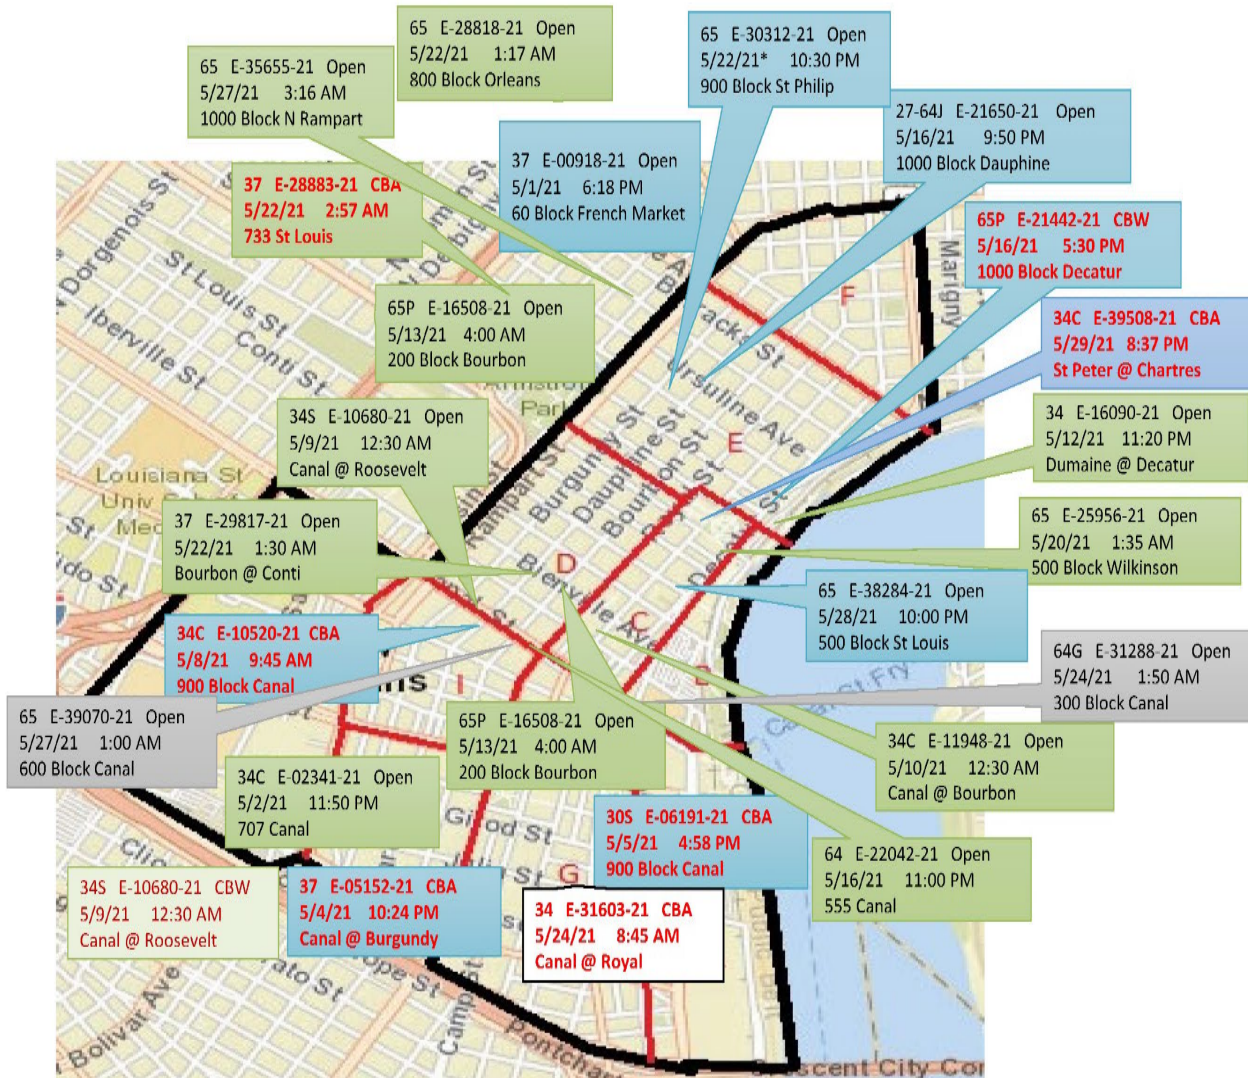 65 E-28818-21 Open
5/22/21 1:17 AM
800 Block Orleans
65 E-30312-21 Open
5/22/21* 10:30 PM
900 Block St Philip
65 E-35655-21 Open
5/27/21 3:16 AM
1000 Block N Rampart
27-64J E-21650-21 Open
5/16/21 9:50 PM
1000 Block Dauphine
37 E-00918-21 Open
5/1/21 6:18 PM
60 Block French Market
37 E-28883-21 CBA
5/22/21 2:57 AM
733 St Louis
65P E-21442-21 CBW
5/16/21 5:30 PM
1000 Block Decatur
65P E-16508-21 Open
5/13/21 4:00 AM
200 Block Bourbon
34C E-39508-21 CBA
5/29/21 8:37 PM
St Peter @ Chartres
34S E-10680-21 Open
5/9/21 12:30 AM
Canal @ Roosevelt
34 E-16090-21 Open
5/12/21 11:20 PM
Dumaine @ Decatur
37 E-29817-21 Open
5/22/21 1:30 AM
Bourbon @ Conti
65 E-25956-21 Open
5/20/21 1:35 AM
500 Block Wilkinson
65 E-38284-21 Open
5/28/21 10:00 PM
500 Block St Louis
34C E-10520-21 CBA
5/8/21 9:45 AM
900 Block Canal
64G E-31288-21 Open
5/24/21 1:50 AM
300 Block Canal
65 E-39070-21 Open
5/27/21 1:00 AM
600 Block Canal
65P E-16508-21 Open
5/13/21 4:00 AM
200 Block Bourbon
34C E-11948-21 Open
5/10/21 12:30 AM
Canal @ Bourbon
34C E-02341-21 Open
5/2/21 11:50 PM
707 Canal
30S E-06191-21 CBA
5/5/21 4:58 PM
900 Block Canal
64 E-22042-21 Open
5/16/21 11:00 PM
555 Canal
34S E-10680-21 CBW
5/9/21 12:30 AM
Canal @ Roosevelt
37 E-05152-21 CBA
5/4/21 10:24 PM
Canal @ Burgundy
34 E-31603-21 CBA
5/24/21 8:45 AM
Canal @ Royal
N Dorgenois St
St Louis St
Conti St
Iberville St
Louisiana St
Marigny
Ursuline Ave
Burgundy St
Dauphine St
Bourbon St
Rampart St
Bienville Ave
Girod St
Camp St
Bolivar Ave
Pontchar
F
E
D
C
I
G